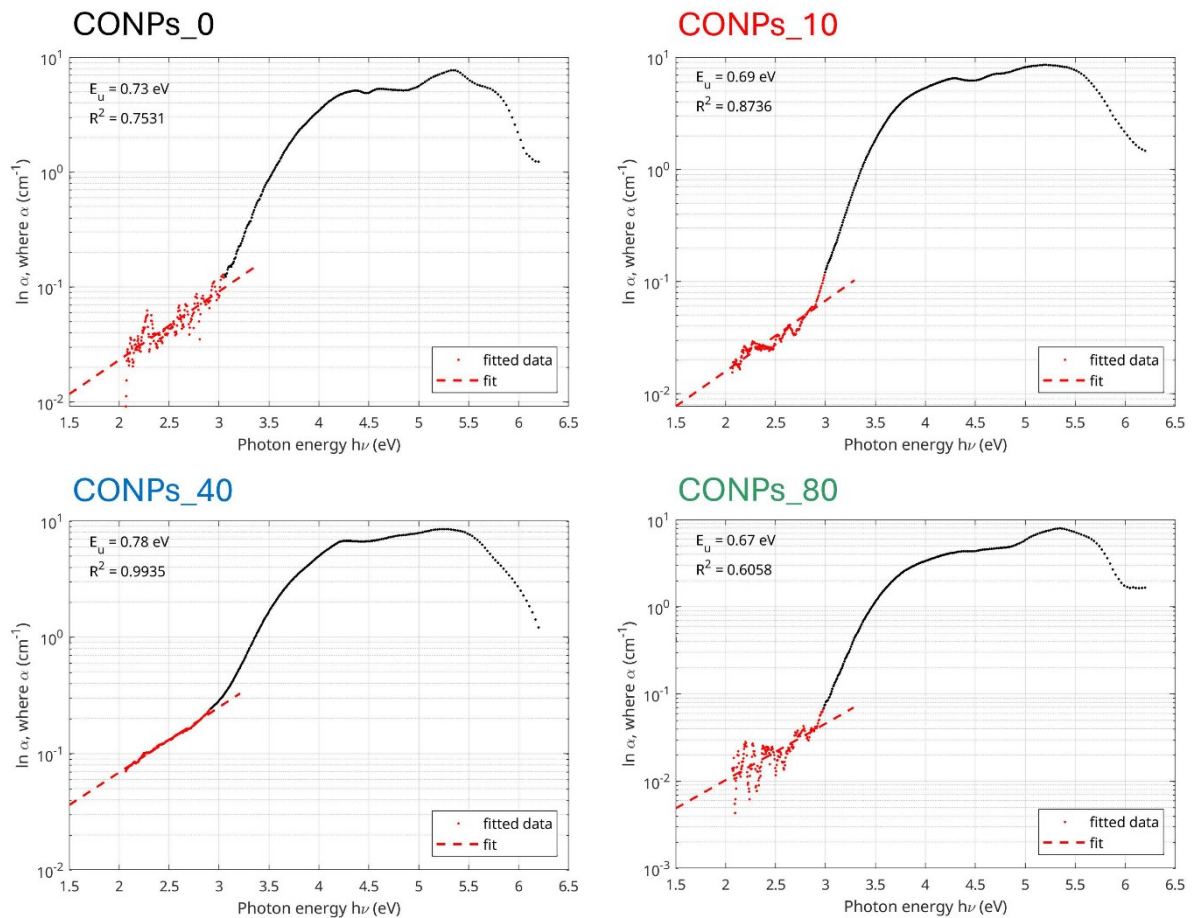 CONPs_0
E_u = 0.73 eV
R^2 = 0.7531
10^1
10^0
10^-1
10^-2
ln α, where α (cm^-1)
fitted data
fit
1.5 2 2.5 3 3.5 4 4.5 5 5.5 6 6.5
Photon energy hν (eV)
CONPs_10
E_u = 0.69 eV
R^2 = 0.8736
10^1
10^0
10^-1
10^-2
ln α, where α (cm^-1)
fitted data
fit
1.5 2 2.5 3 3.5 4 4.5 5 5.5 6 6.5
Photon energy hν (eV)
CONPs_40
E_u = 0.78 eV
R^2 = 0.9935
10^1
10^0
10^-1
10^-2
ln α, where α (cm^-1)
fitted data
fit
1.5 2 2.5 3 3.5 4 4.5 5 5.5 6 6.5
Photon energy hν (eV)
CONPs_80
E_u = 0.67 eV
R^2 = 0.6058
10^1
10^0
10^-1
10^-2
10^-3
ln α, where α (cm^-1)
fitted data
fit
1.5 2 2.5 3 3.5 4 4.5 5 5.5 6 6.5
Photon energy hν (eV)